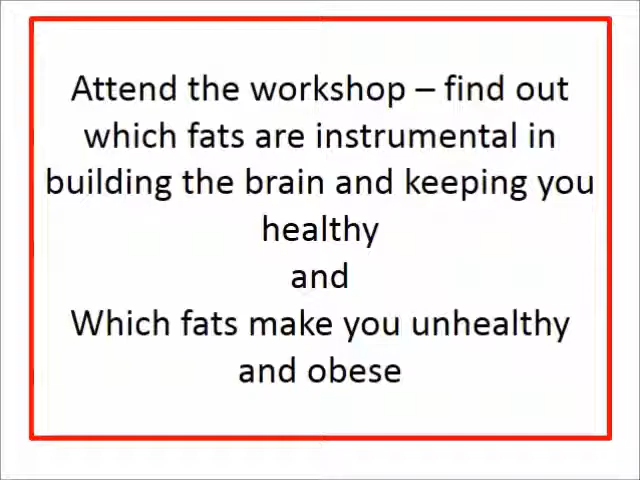 Attend the workshop – find out
which fats are instrumental in
building the brain and keeping you
healthy
and
Which fats make you unhealthy
and obese